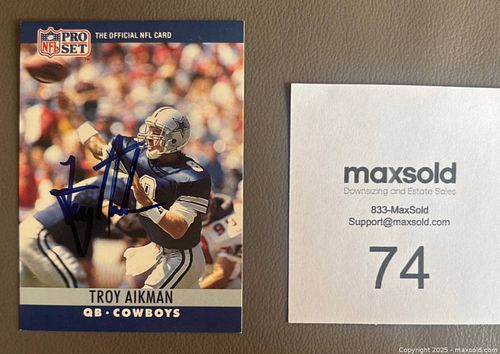 NFL PRO SET
THE OFFICIAL NFL CARD
TROY AIKMAN
QB · COWBOYS
maxsold
Downsizing and Estate Sales
833-MaxSold
Support@maxsold.com
74
Copyright 2025 - maxsold.com